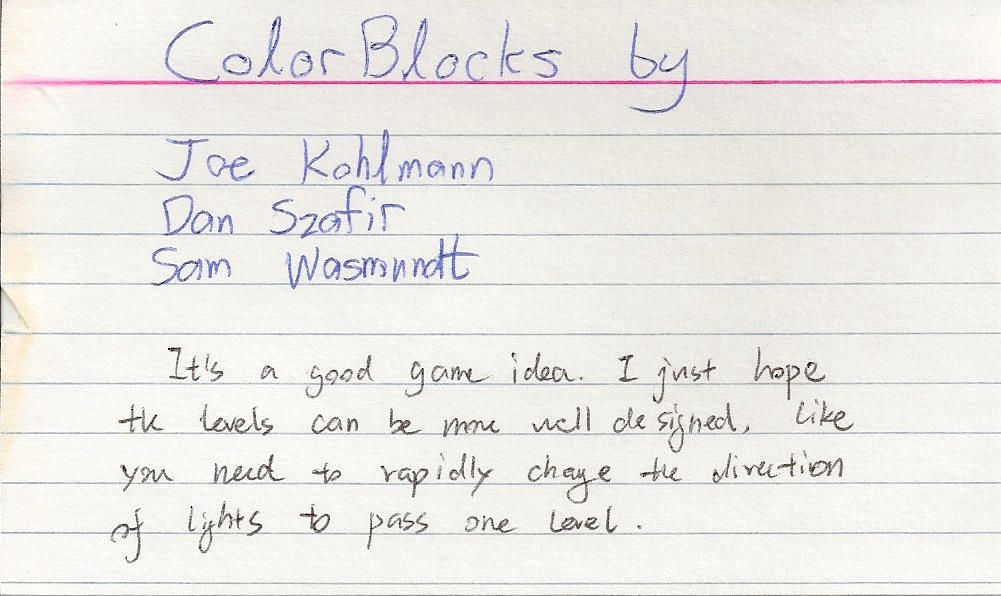 ColorBlocks by
Joe Kohlmann
Dan Szafir
Sam Wasmundt
It's a good game idea. I just hope
the levels can be more well designed, like
you need to rapidly change the direction
of lights to pass one level.